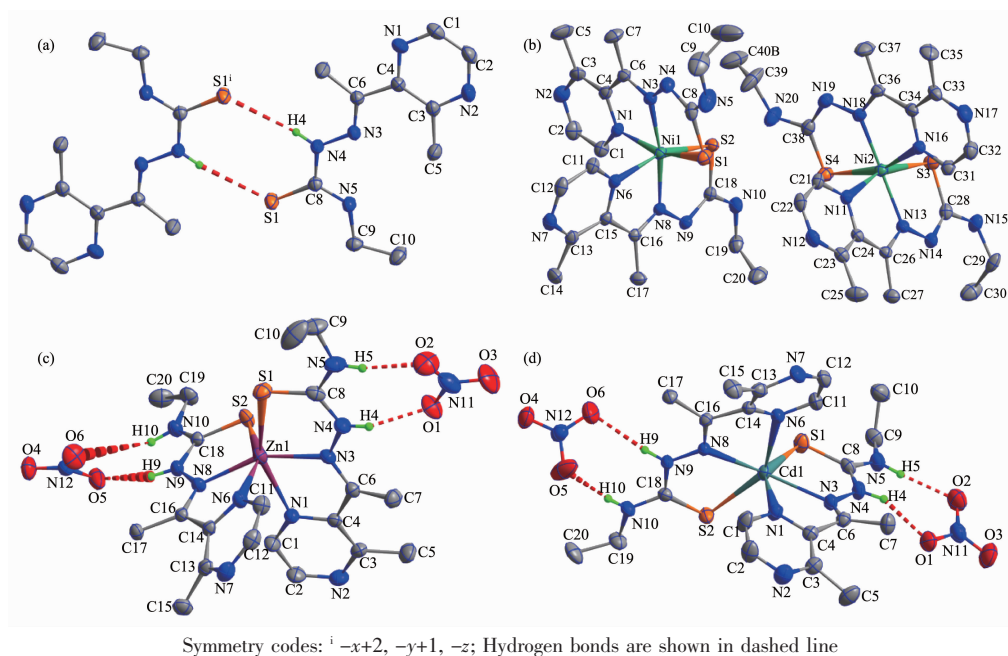 (a)
N1
C1
S1ⁱ
C4
C2
C6
H4
C3
N2
N3
N4
C5
S1
C8
N5
C9
C10
(b)
C5
C7
C10
C9
C3
C6
N4
N2
C4
N3
C8
N5
N1
C2
S2
Ni1
S1
C1
C11
C12
N6
C18
N10
N7
N8
N9
C15
C19
C13
C16
C20
C14
C17
C40B
C37
C35
C39
N19
C36
C33
N20
N18
C34
N17
C38
N16
C32
S4
Ni2
S3
C31
C21
C22
N11
C28
N15
N13
N12
N14
C24
C23
C26
C29
C25
C27
C30
(c)
C9
C10
N5
H5
O2
O3
S1
C8
C20
C19
S2
N11
N4
H4
O1
O6
N10
H10
Zn1
O4
C18
N3
H9
N12
O5
N9
N8
C6
N6
C11
C7
C16
N1
C4
C17
C14
C12
C1
C5
C3
C13
N7
C2
N2
C15
(d)
N7
C12
C15
C13
C17
O6
C11
C10
O4
C16
C14
N12
N6
S1
H9
N8
C8
C9
O5
N9
Cd1
N5
H5
C18
N3
H10
N4
H4
O2
N10
S2
C1
N1
C6
C7
C20
C4
O1
N11
O3
C19
C2
C3
N2
C5
Symmetry codes: ⁱ –x+2, –y+1, –z; Hydrogen bonds are shown in dashed line